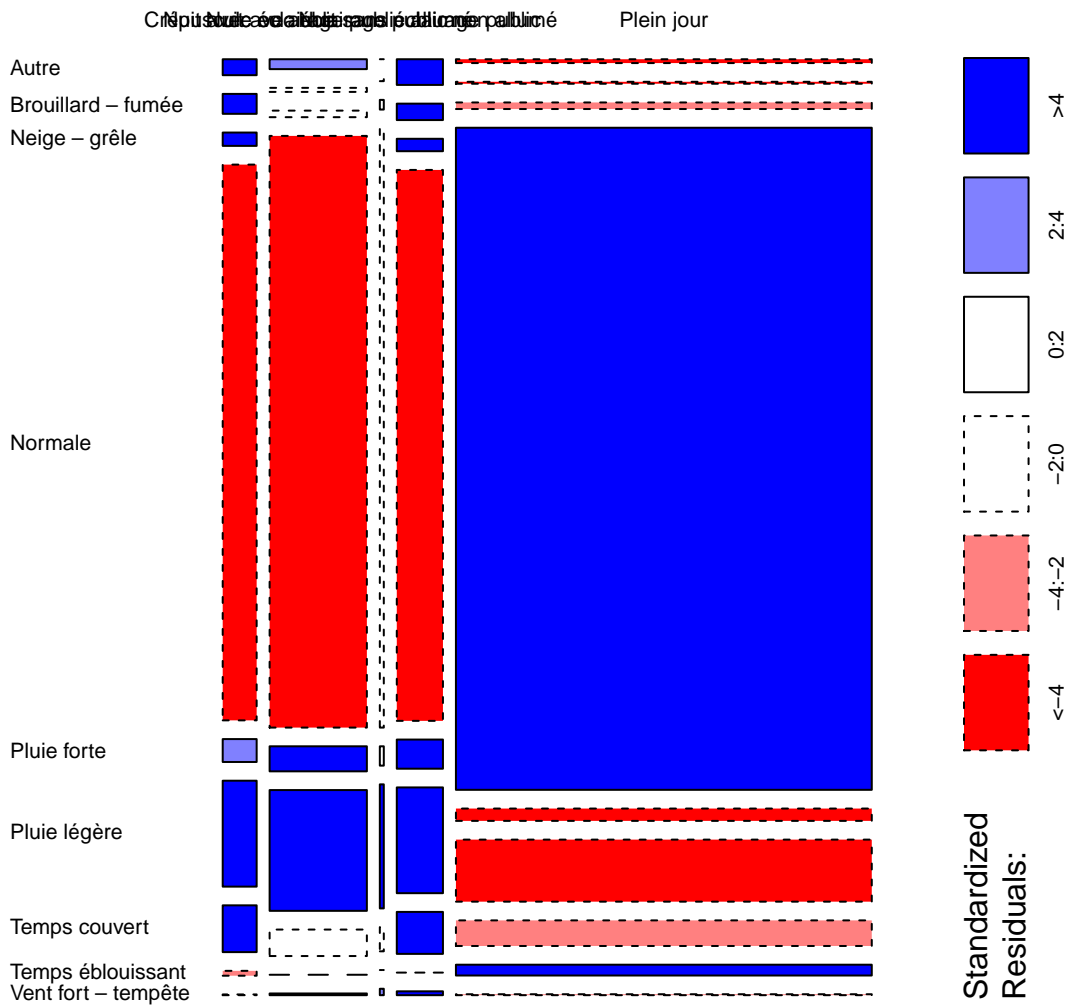 Plein jour
Autre
Brouillard – fumée
Neige – grêle
Normale
Pluie forte
Pluie légère
Temps couvert
Temps éblouissant
Vent fort – tempête
>4
2:4
0:2
−2:0
−4:−2
<−4
Standardized
Residuals: